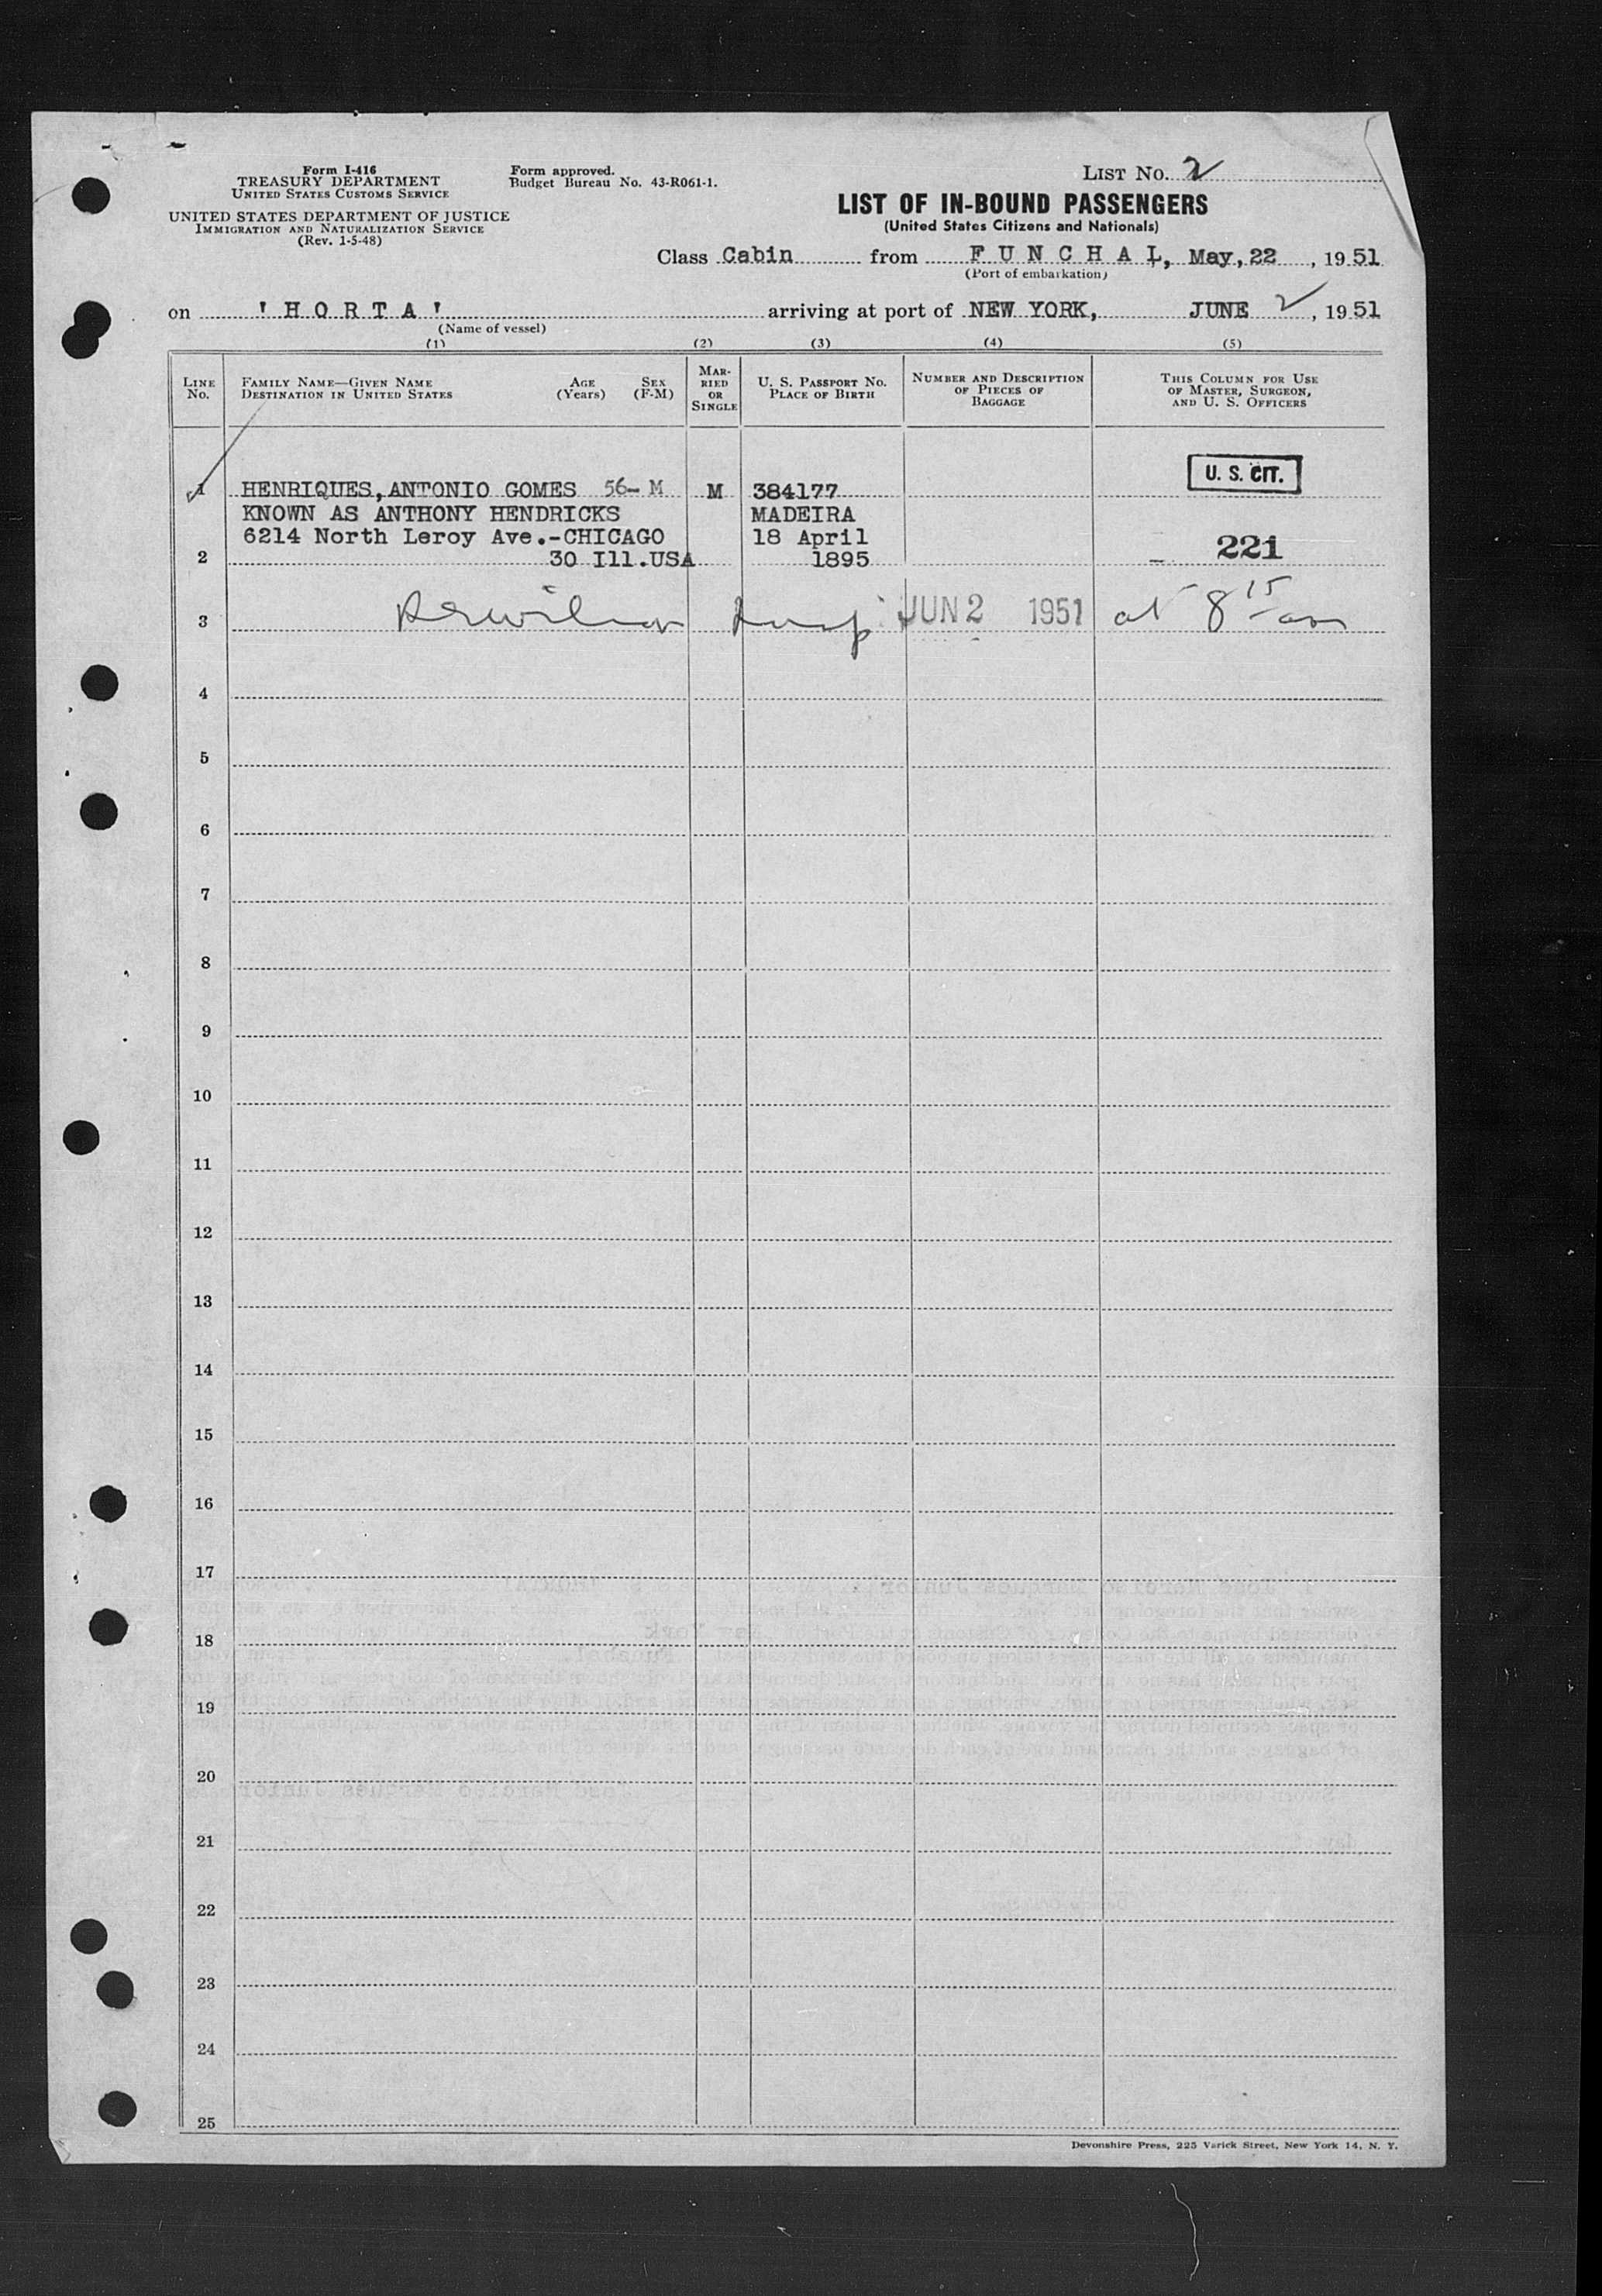 Form I-416
TREASURY DEPARTMENT
UNITED STATES CUSTOMS SERVICE
UNITED STATES DEPARTMENT OF JUSTICE
IMMIGRATION AND NATURALIZATION SERVICE
(Rev. 1-5-48)
Form approved.
Budget Bureau No. 43-R061-1.
LIST NO. 2
LIST OF IN-BOUND PASSENGERS
(United States Citizens and Nationals)
Class Cabin from F U N C H A L, May, 22, 1951
(Port of embarkation)
on 'H O R T A' arriving at port of NEW YORK, JUNE 2, 1951
(Name of vessel)
(1) (2) (3) (4) (5)
LINE NO.
FAMILY NAME—GIVEN NAME
DESTINATION IN UNITED STATES
AGE (Years)
SEX (F-M)
MARRIED OR SINGLE
U. S. PASSPORT NO.
PLACE OF BIRTH
NUMBER AND DESCRIPTION
OF PIECES OF
BAGGAGE
THIS COLUMN FOR USE
OF MASTER, SURGEON,
AND U. S. OFFICERS
U. S. CIT.
1 HENRIQUES, ANTONIO GOMES 56- M M 384177
KNOWN AS ANTHONY HENDRICKS MADEIRA
6214 North Leroy Ave.-CHICAGO 18 April
2 30 Ill.USA 1895 - 221
3 JUN 2 1951 at 8 15 am
4
5
6
7
8
9
10
11
12
13
14
15
16
17
18
19
20
21
22
23
24
25
Devonshire Press, 225 Varick Street, New York 14, N. Y.